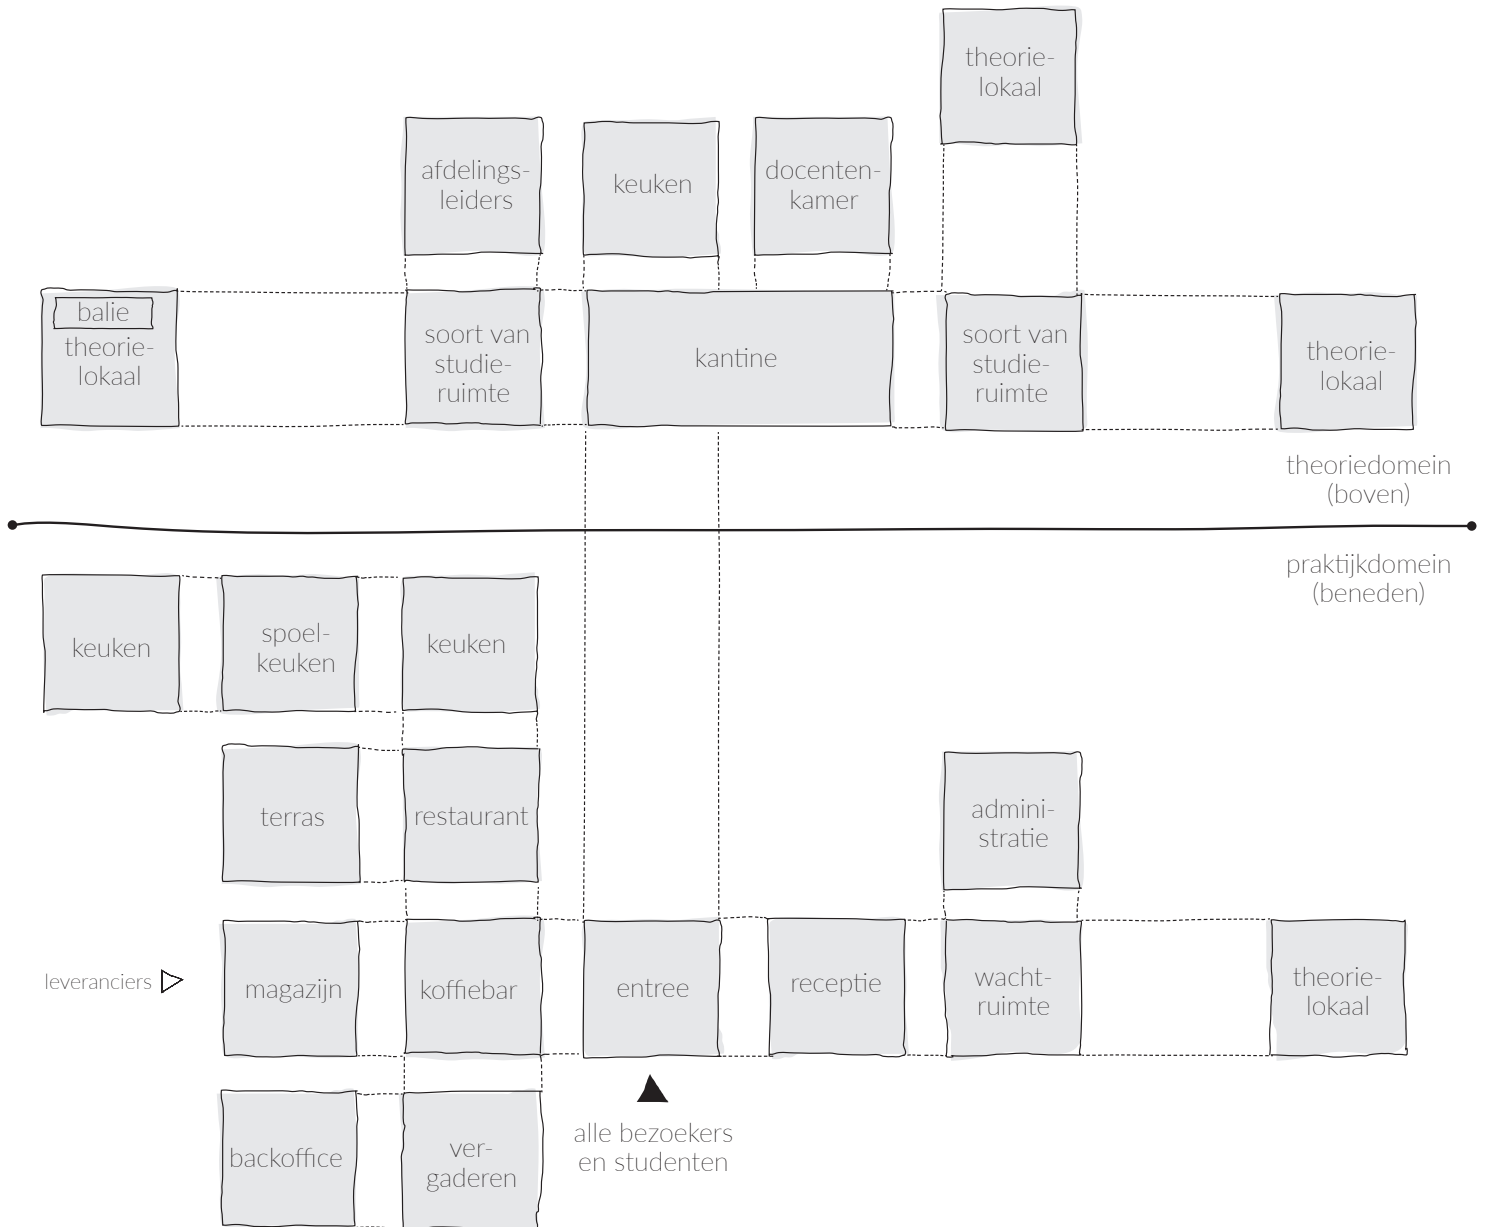 theorie-
lokaal
afdelings-
leiders
keuken
docenten-
kamer
balie
theorie-
lokaal
soort van
studie-
ruimte
kantine
soort van
studie-
ruimte
theorie-
lokaal
theoriedomein
(boven)
praktijkdomein
(beneden)
keuken
spoel-
keuken
keuken
terras
restaurant
admini-
stratie
leveranciers
magazijn
koffiebar
entree
receptie
wacht-
ruimte
theorie-
lokaal
alle bezoekers
en studenten
backoffice
ver-
gaderen